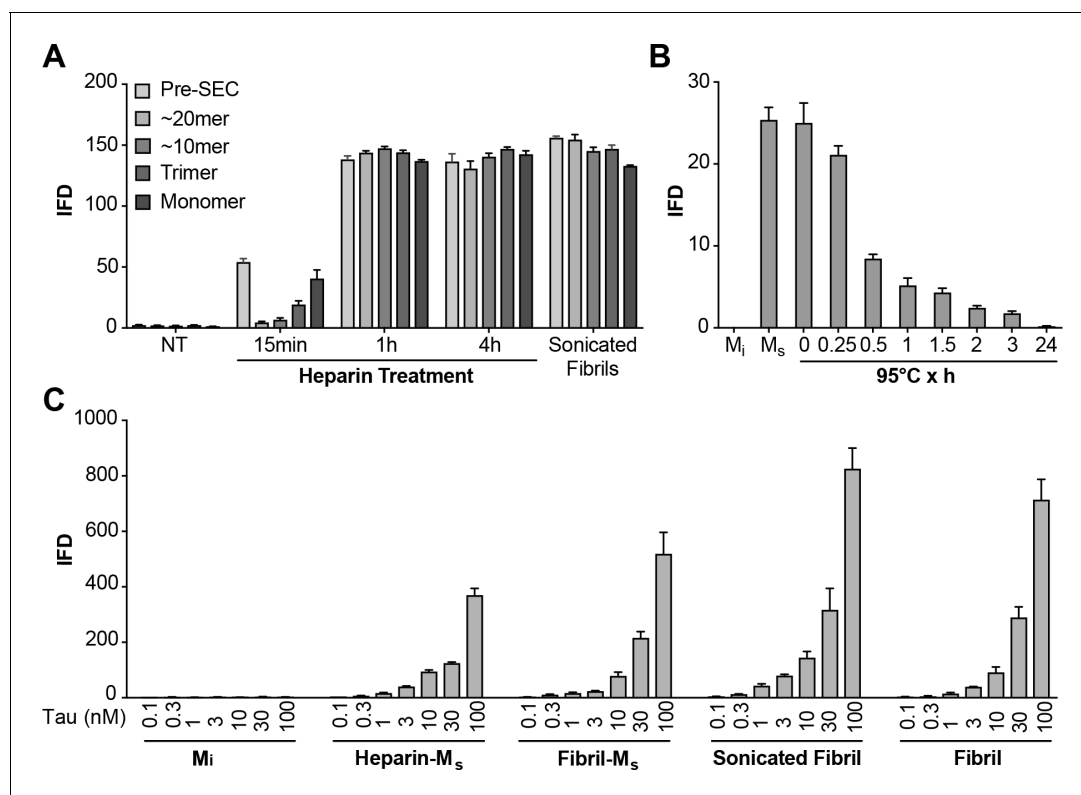 A
IFD
200
150
100
50
0
Pre-SEC
~20mer
~10mer
Trimer
Monomer
NT
15min
1h
4h
Sonicated
Fibrils
Heparin Treatment
B
IFD
30
20
10
0
Mi Ms 0 0.25 0.5 1 1.5 2 3 24
95°C x h
C
IFD
1000
800
600
400
200
0
Tau (nM) 0.1 0.3 1 3 10 30 100 0.1 0.3 1 3 10 30 100 0.1 0.3 1 3 10 30 100 0.1 0.3 1 3 10 30 100 0.1 0.3 1 3 10 30 100
Mi Heparin-Ms Fibril-Ms Sonicated Fibril Fibril